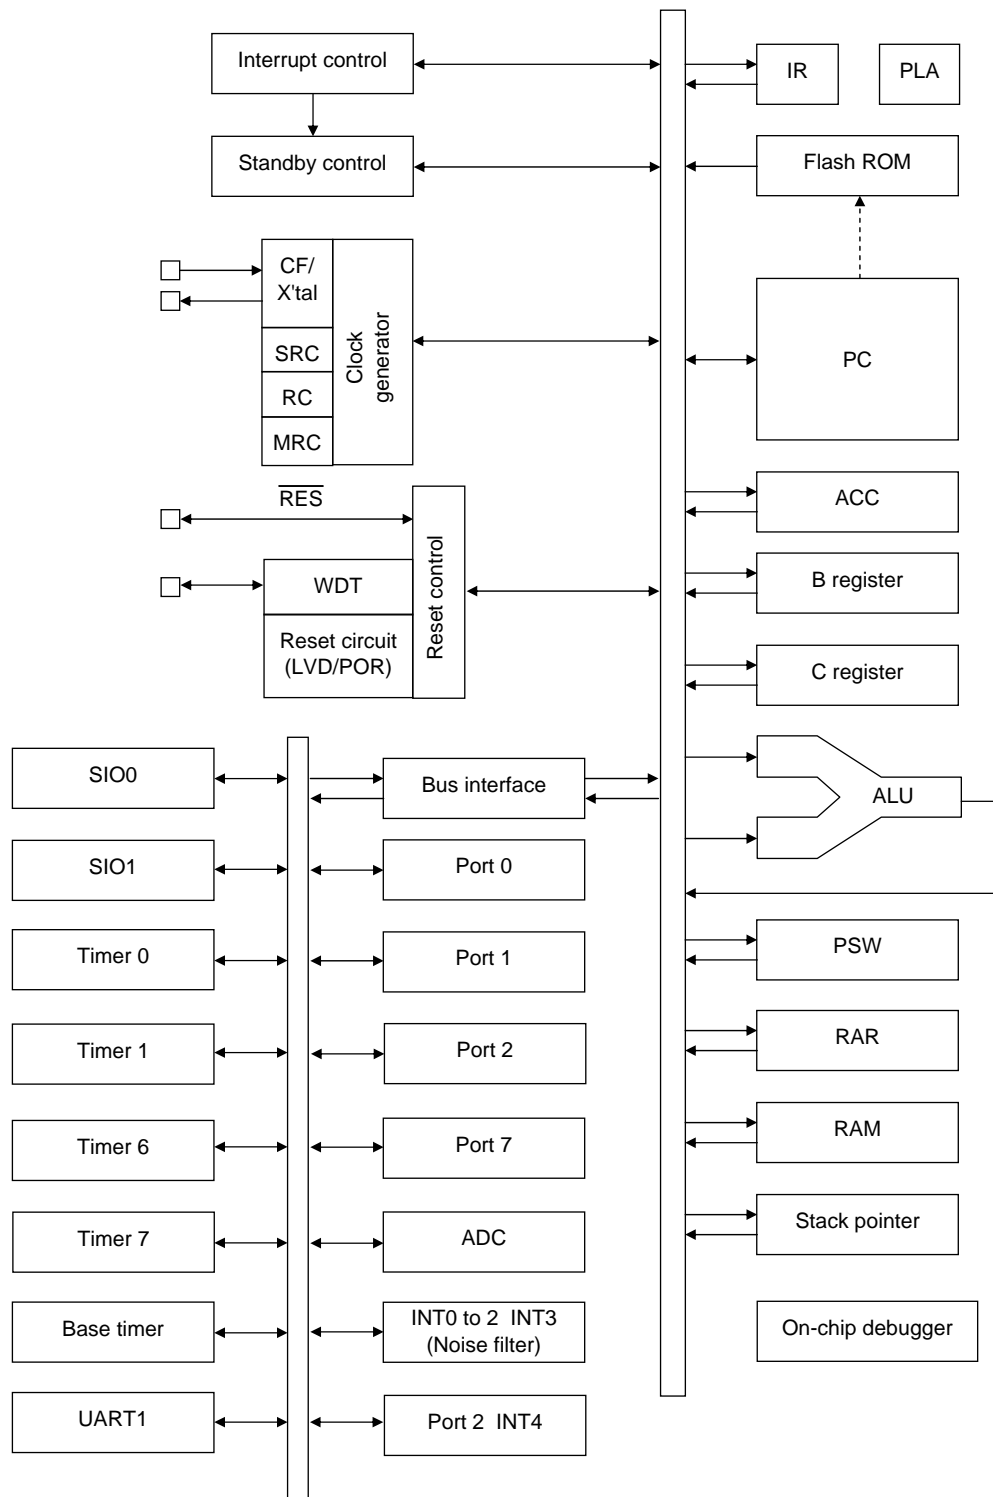 Interrupt control
IR
PLA
Standby control
Flash ROM
CF/
X'tal
SRC
RC
MRC
Clock
generator
PC
RES
ACC
WDT
Reset circuit
(LVD/POR)
Reset control
B register
C register
SIO0
Bus interface
ALU
SIO1
Port 0
Timer 0
Port 1
PSW
Timer 1
Port 2
RAR
Timer 6
Port 7
RAM
Timer 7
ADC
Stack pointer
Base timer
INT0 to 2 INT3
(Noise filter)
On-chip debugger
UART1
Port 2 INT4